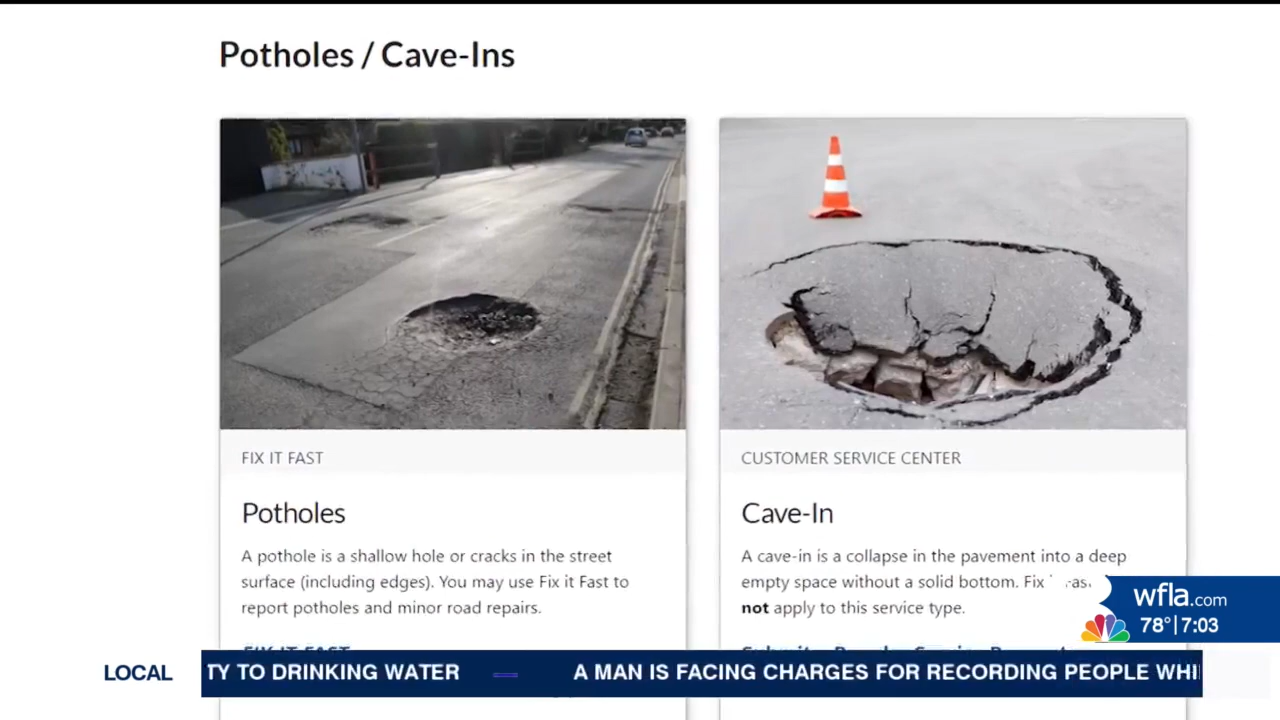 Potholes / Cave-Ins
FIX IT FAST
Potholes
A pothole is a shallow hole or cracks in the street
surface (including edges). You may use Fix it Fast to
report potholes and minor road repairs.
FIX IT FAST
CUSTOMER SERVICE CENTER
Cave-In
A cave-in is a collapse in the pavement into a deep
empty space without a solid bottom. Fix
not apply to this service type.
wfla.com
78° | 7:03
LOCAL
TY TO DRINKING WATER
A MAN IS FACING CHARGES FOR RECORDING PEOPLE WHI